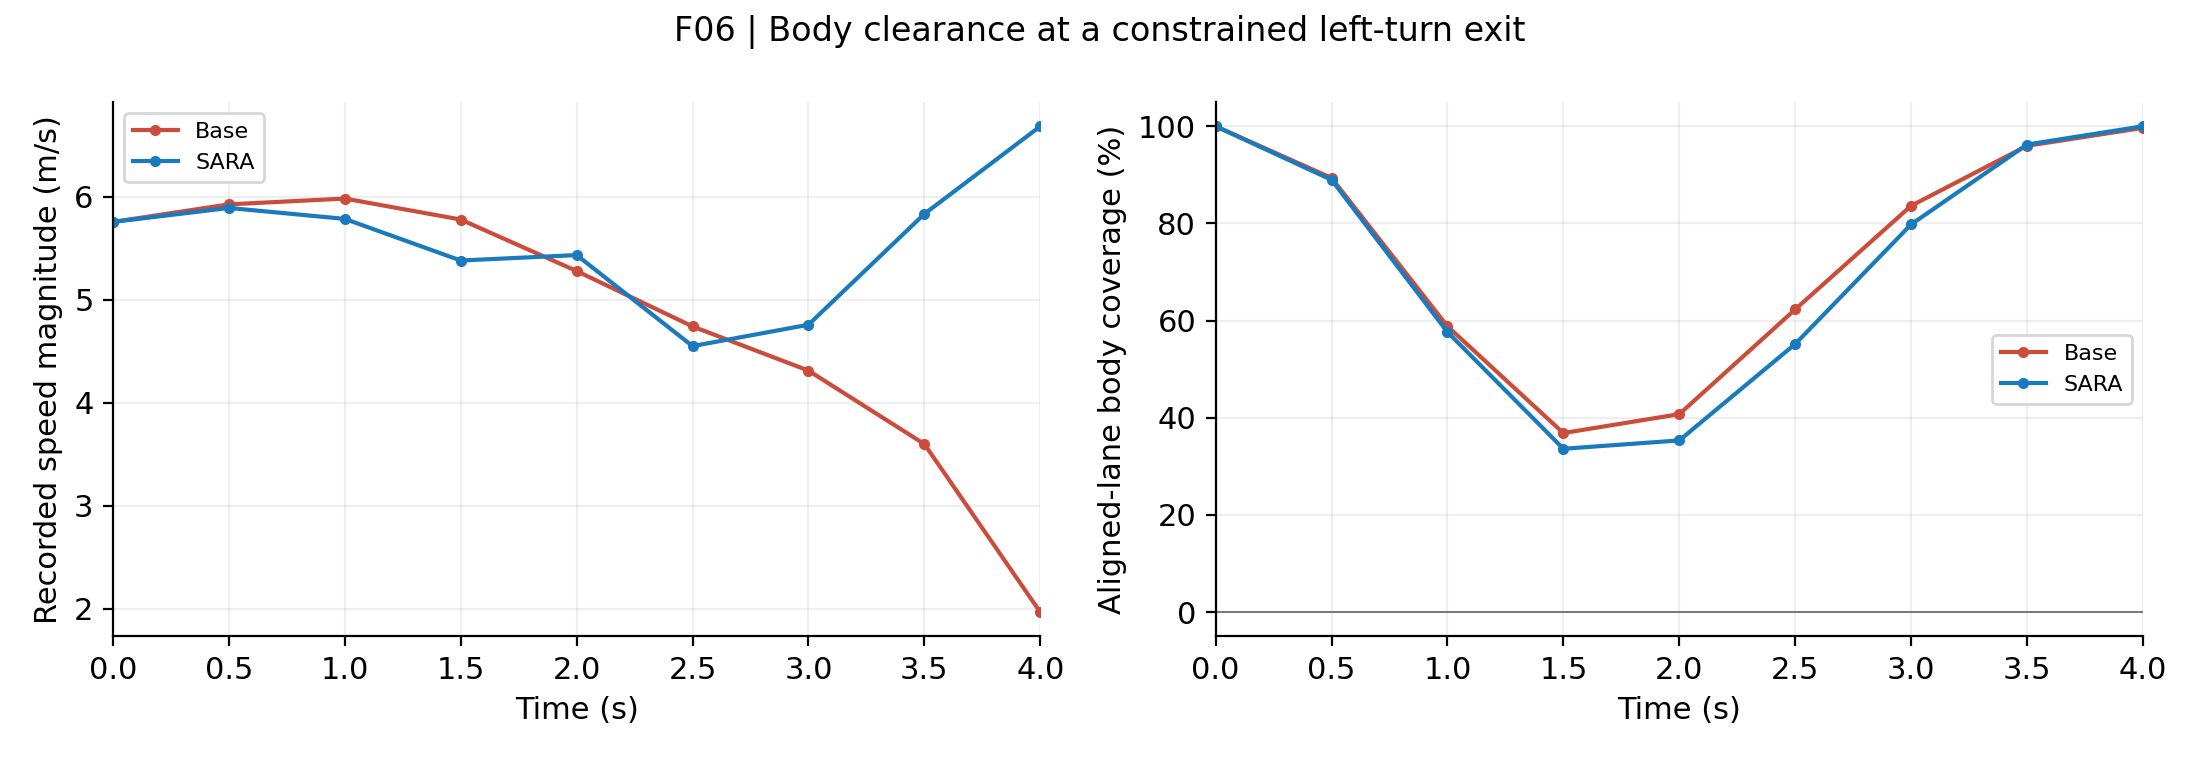 F06 | Body clearance at a constrained left-turn exit
Recorded speed magnitude (m/s)
6
5
4
3
2
Base
SARA
0.0 0.5 1.0 1.5 2.0 2.5 3.0 3.5 4.0
Time (s)
Aligned-lane body coverage (%)
100
80
60
40
20
0
Base
SARA
0.0 0.5 1.0 1.5 2.0 2.5 3.0 3.5 4.0
Time (s)